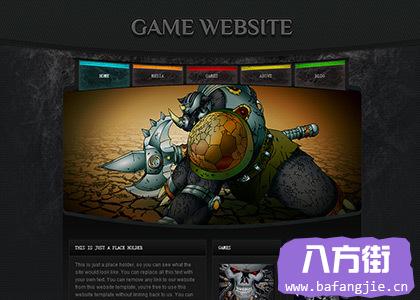 GAME WEBSITE
HOME MEDIA GAMES ABOUT BLOG
THIS IS JUST A PLACE HOLDER
This is just a place holder, so you can see what the
site would look like. You can replace all this text with
your own text. You can remove any link to our website
from this website template, you're free to use this
website template without linking back to us. You can
GAMES
八方街
www.bafangjie.cn